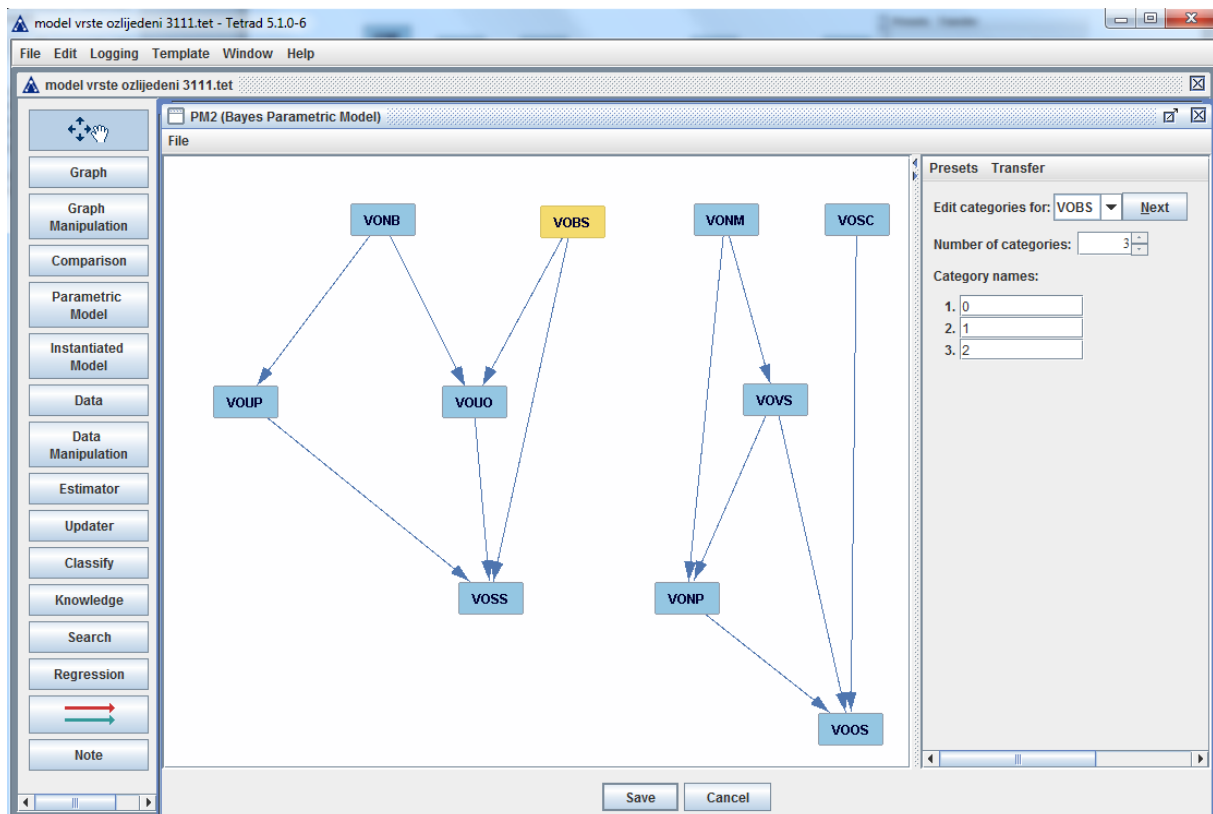 model vrste ozlijedeni 3111.tet - Tetrad 5.1.0-6
File Edit Logging Template Window Help
model vrste ozlijedeni 3111.tet
Graph
Graph
Manipulation
Comparison
Parametric
Model
Instantiated
Model
Data
Data
Manipulation
Estimator
Updater
Classify
Knowledge
Search
Regression
Note
PM2 (Bayes Parametric Model)
File
VONB
VOBS
VONM
VOSC
VOUP
VOUO
VOVS
VOSS
VONP
VOOS
Presets Transfer
Edit categories for: VOBS Next
Number of categories: 3
Category names:
1. 0
2. 1
3. 2
Save Cancel